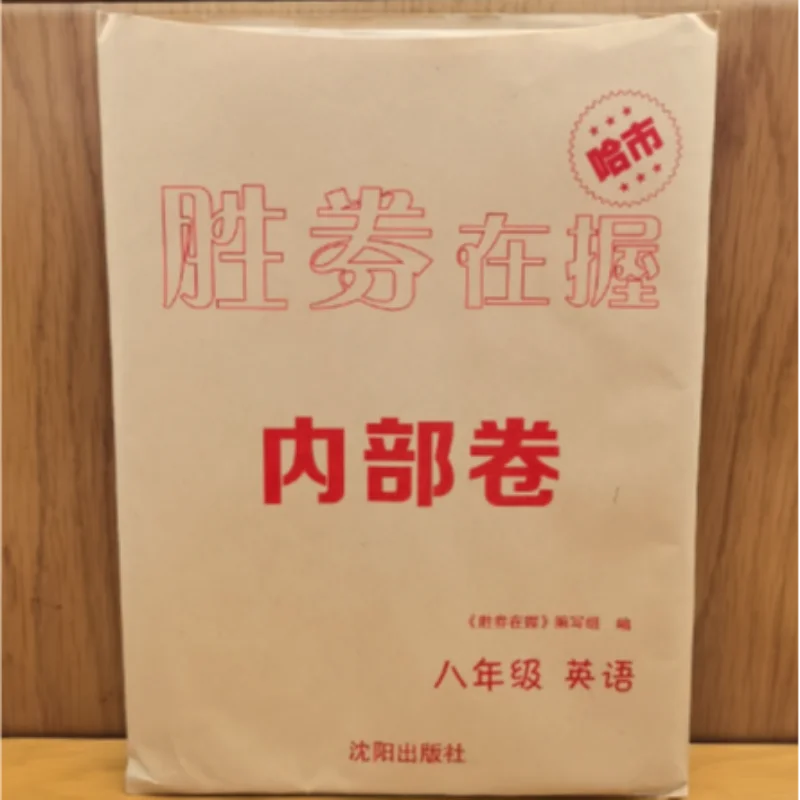 哈市
胜券在握
内部卷
《胜券在握》编写组 编
八年级 英语
沈阳出版社